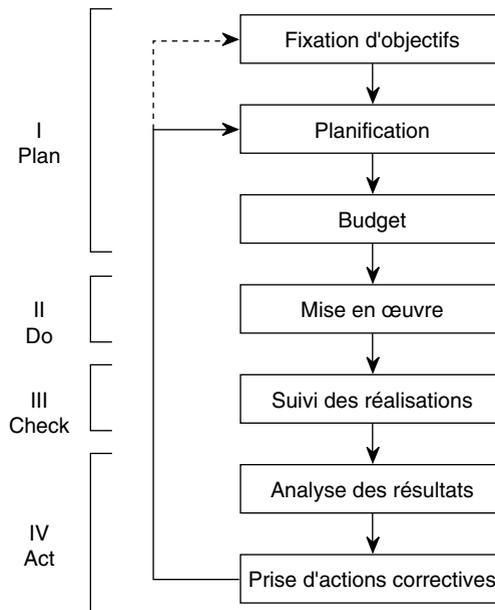 Fixation d'objectifs
I
Plan
Planification
Budget
II
Do
Mise en œuvre
III
Check
Suivi des réalisations
Analyse des résultats
IV
Act
Prise d'actions correctives